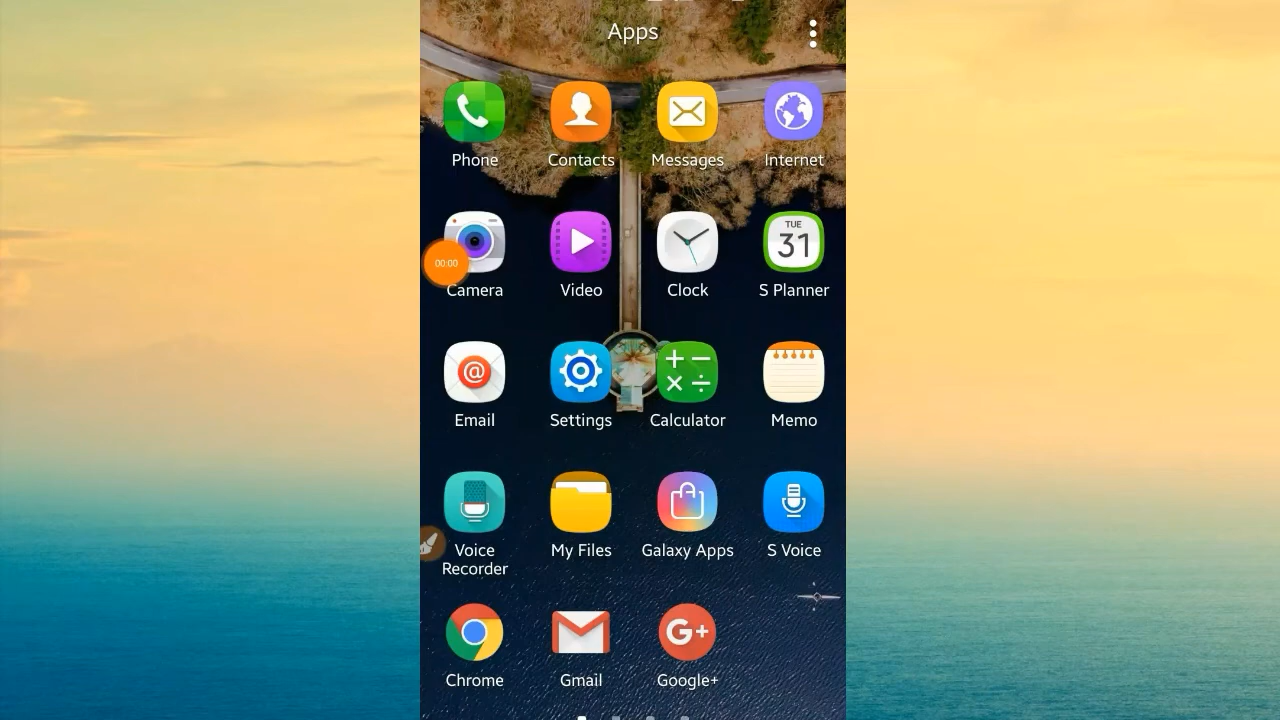 Apps
Phone
Contacts
Messages
Internet
00:00
TUE
31
Camera
Video
Clock
S Planner
@
Email
Settings
Calculator
Memo
Voice
Recorder
My Files
Galaxy Apps
S Voice
G+
Chrome
Gmail
Google+